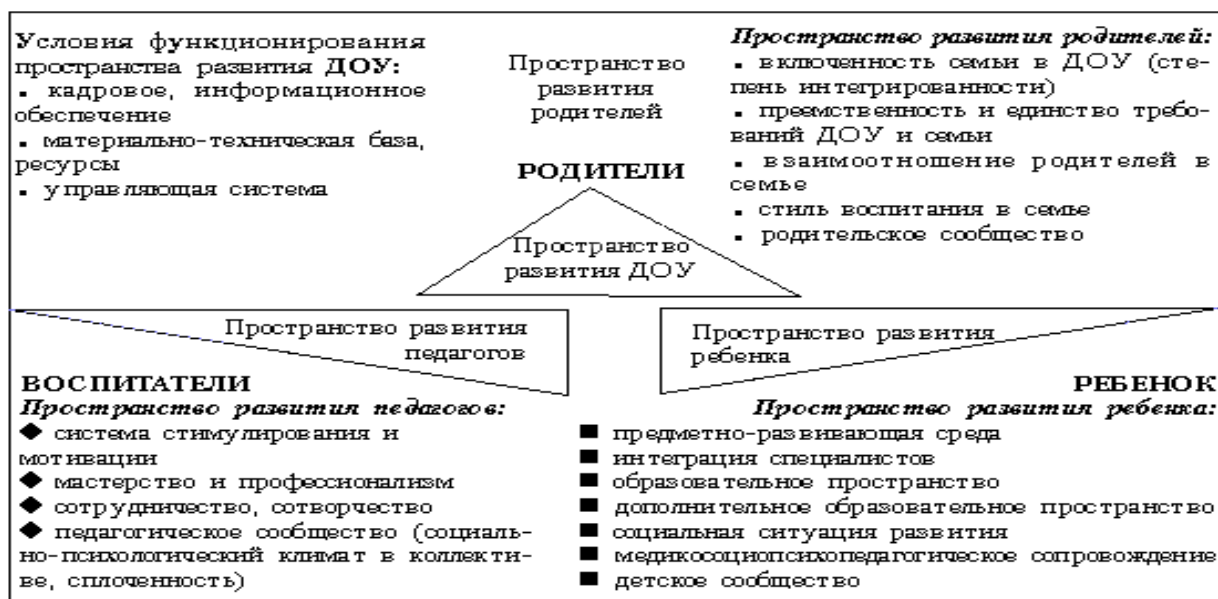 Условия функционирования
пространства развития ДОУ:
▪ кадровое, информационное
обеспечение
▪ материально-техническая база,
ресурсы
▪ управляющая система
Пространство
развития
родителей
РОДИТЕЛИ
Пространство развития родителей:
▪ включенность семьи в ДОУ (сте-
пень интегрированности)
▪ преемственность и единство требо-
ваний ДОУ и семьи
▪ взаимоотношение родителей в
семье
▪ стиль воспитания в семье
▪ родительское сообщество
Пространство
развития ДОУ
Пространство развития
педагогов
Пространство развития
ребенка
ВОСПИТАТЕЛИ
Пространство развития педагогов:
◆ система стимулирования и
мотивации
◆ мастерство и профессионализм
◆ сотрудничество, сотворчество
◆ педагогическое сообщество (социаль-
но-психологический климат в коллекти-
ве, сплоченность)
РЕБЕНОК
Пространство развития ребенка:
■ предметно-развивающая среда
■ интеграция специалистов
■ образовательное пространство
■ дополнительное образовательное пространство
■ социальная ситуация развития
■ медикосоциопсихопедагогическое сопровождение
■ детское сообщество